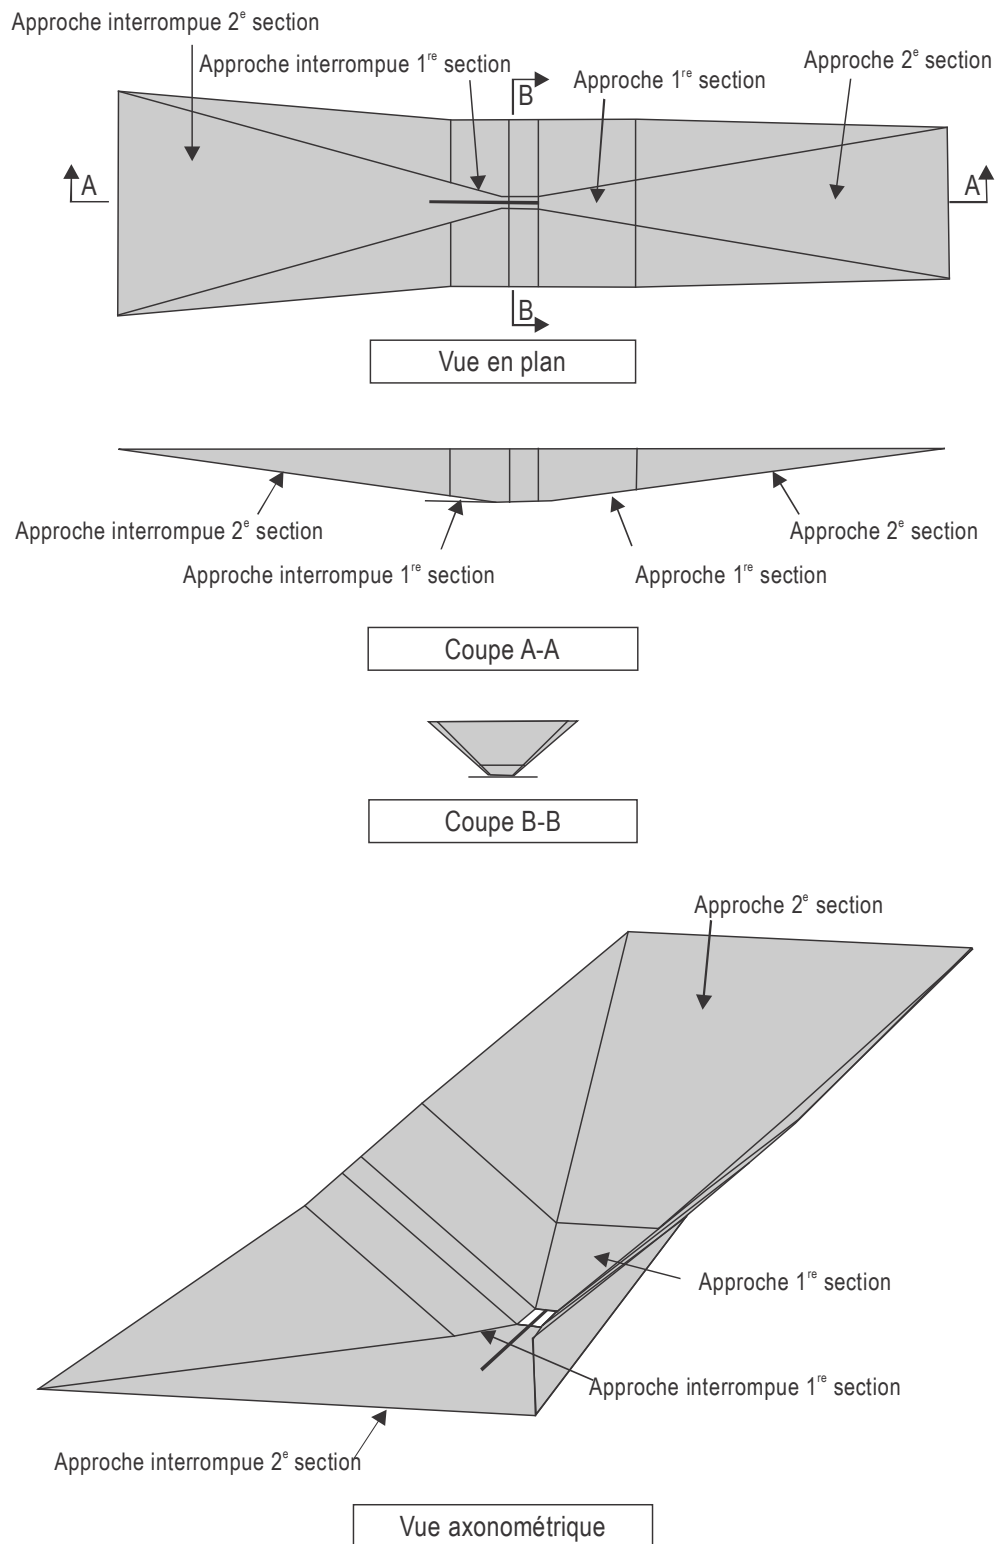 Approche interrompue 2e section
Approche interrompue 1re section
B
Approche 1re section
Approche 2e section
A
A
B
Vue en plan
Approche interrompue 2e section
Approche 2e section
Approche interrompue 1re section
Approche 1re section
Coupe A-A
Coupe B-B
Approche 2e section
Approche 1re section
Approche interrompue 1re section
Approche interrompue 2e section
Vue axonométrique